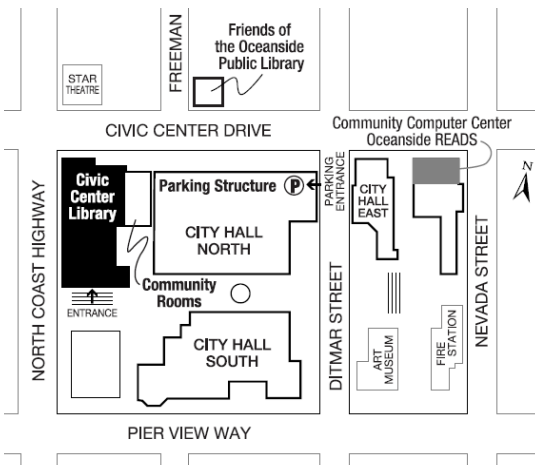 FREEMAN
Friends of
the Oceanside
Public Library
STAR
THEATRE
CIVIC CENTER DRIVE
Community Computer Center
Oceanside READS
N
Civic
Center
Library
Parking Structure P
PARKING
ENTRANCE
CITY
HALL
EAST
CITY HALL
NORTH
NORTH COAST HIGHWAY
Community
Rooms
ENTRANCE
DITMAR STREET
NEVADA STREET
CITY HALL
SOUTH
ART
MUSEUM
FIRE
STATION
PIER VIEW WAY